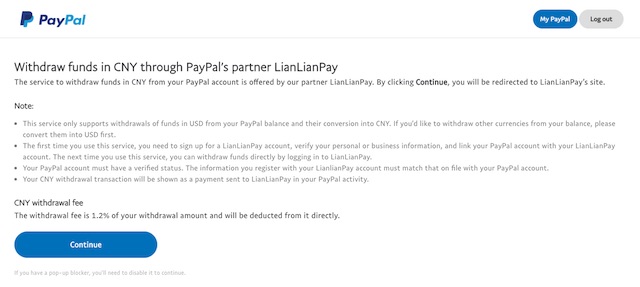 PayPal
My PayPal
Log out
Withdraw funds in CNY through PayPal's partner LianLianPay
The service to withdraw funds in CNY from your PayPal account is offered by our partner LianLianPay. By clicking Continue, you will be redirected to LianLianPay's site.
Note:
• This service only supports withdrawals of funds in USD from your PayPal balance and their conversion into CNY. If you'd like to withdraw other currencies from your balance, please
convert them into USD first.
• The first time you use this service, you need to sign up for a LianLianPay account, verify your personal or business information, and link your PayPal account with your LianLianPay
account. The next time you use this service, you can withdraw funds directly by logging in to LianLianPay.
• Your PayPal account must have a verified status. The information you register with your LianlianPay account must match that on file with your PayPal account.
• Your CNY withdrawal transaction will be shown as a payment sent to LianLianPay in your PayPal activity.
CNY withdrawal fee
The withdrawal fee is 1.2% of your withdrawal amount and will be deducted from it directly.
Continue
If you have a pop-up blocker, you'll need to disable it to continue.